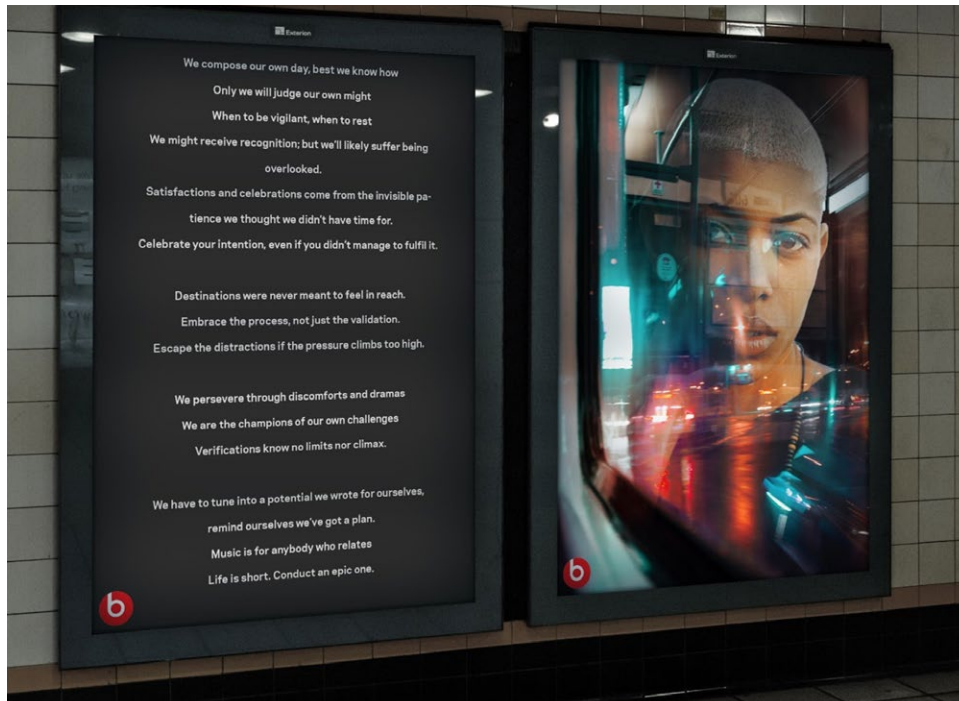 Exterion
We compose our own day, best we know how
Only we will judge our own might
When to be vigilant, when to rest
We might receive recognition; but we'll likely suffer being
overlooked.
Satisfactions and celebrations come from the invisible pa-
tience we thought we didn't have time for.
Celebrate your intention, even if you didn't manage to fulfil it.
Destinations were never meant to feel in reach.
Embrace the process, not just the validation.
Escape the distractions if the pressure climbs too high.
We persevere through discomforts and dramas
We are the champions of our own challenges
Verifications know no limits nor climax.
We have to tune into a potential we wrote for ourselves,
remind ourselves we've got a plan.
Music is for anybody who relates
Life is short. Conduct an epic one.
b
Exterion
b